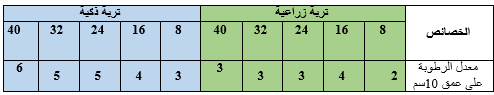 الخصائص تربة زراعية تربة ذكية
8 16 24 32 40 8 16 24 32 40
معدل الرطوبة على عمق 10سم 2 4 3 3 3 3 4 5 5 6